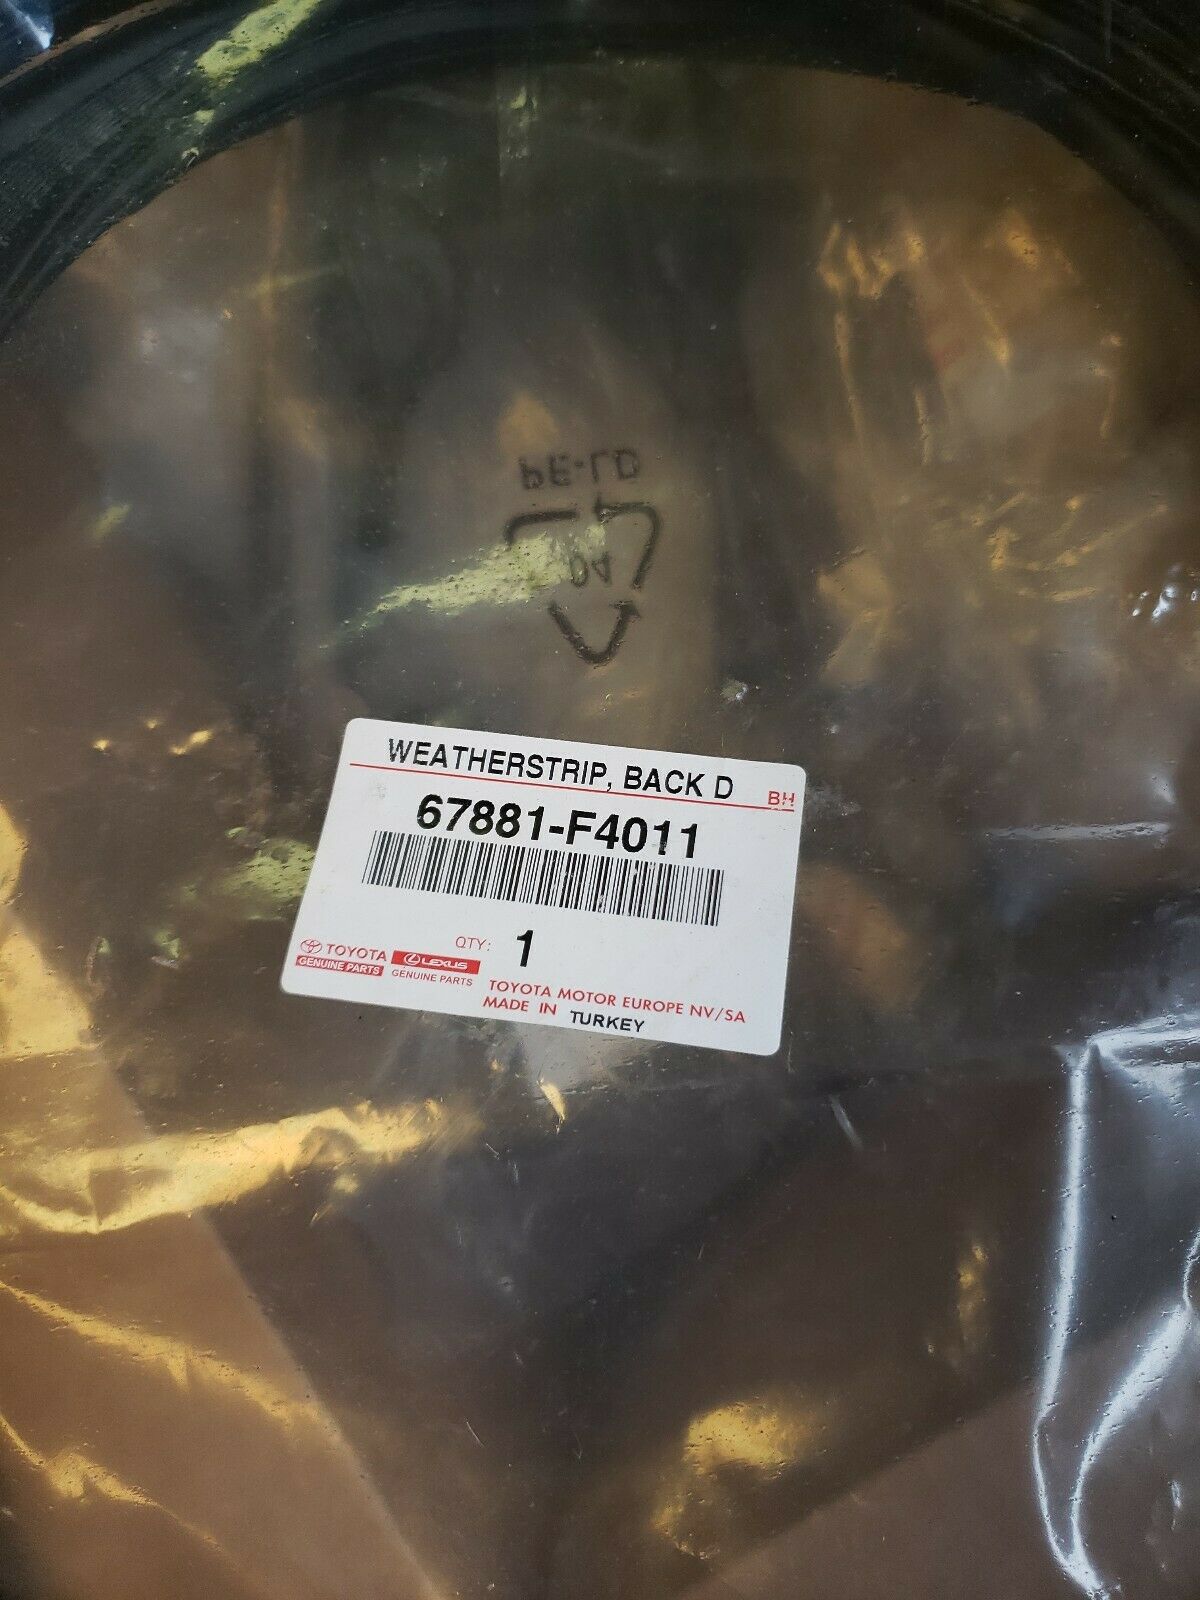 PE-LD
04
WEATHERSTRIP, BACK D
BH
67881-F4011
QTY: 1
TOYOTA
GENUINE PARTS
LEXUS
GENUINE PARTS
TOYOTA MOTOR EUROPE NV/SA
MADE IN TURKEY